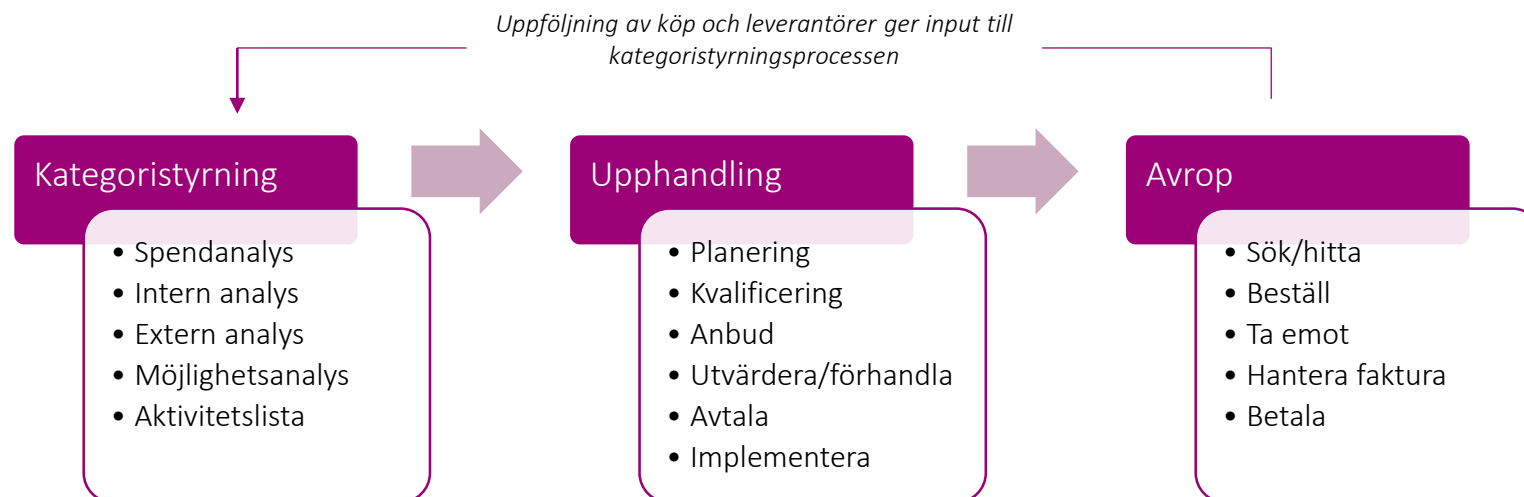 Uppföljning av köp och leverantörer ger input till
kategoristyrningsprocessen
Kategoristyrning
• Spendanalys
• Intern analys
• Extern analys
• Möjlighetsanalys
• Aktivitetslista
Upphandling
• Planering
• Kvalificering
• Anbud
• Utvärdera/förhandla
• Avtala
• Implementera
Avrop
• Sök/hitta
• Beställ
• Ta emot
• Hantera faktura
• Betala